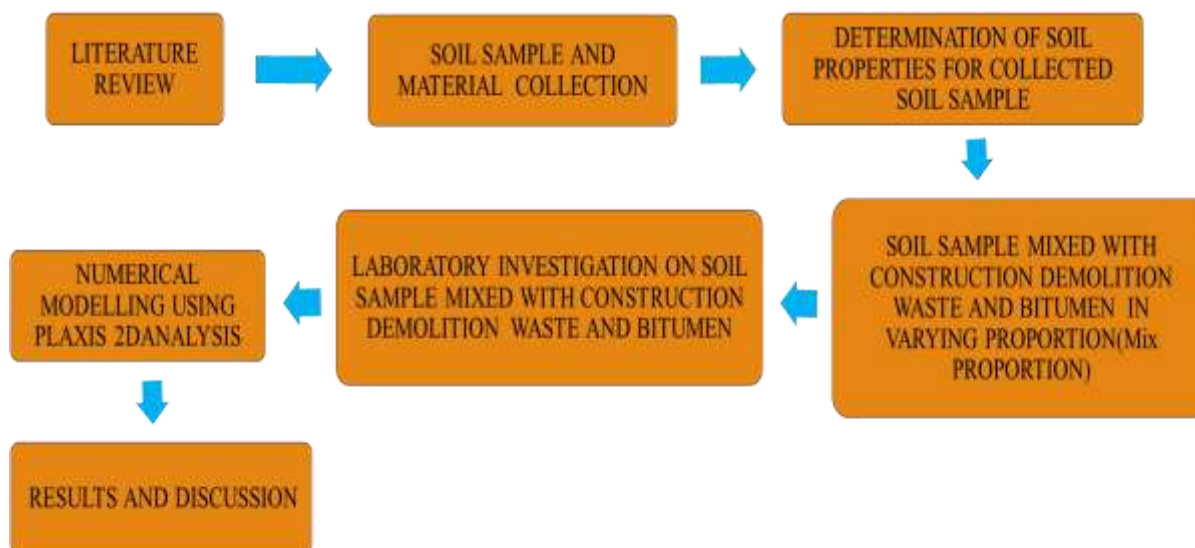 LITERATURE
REVIEW
SOIL SAMPLE AND
MATERIAL COLLECTION
DETERMINATION OF SOIL
PROPERTIES FOR COLLECTED
SOIL SAMPLE
SOIL SAMPLE MIXED WITH
CONSTRUCTION DEMOLITION
WASTE AND BITUMEN IN
VARYING PROPORTION(Mix
PROPORTION)
LABORATORY INVESTIGATION ON SOIL
SAMPLE MIXED WITH CONSTRUCTION
DEMOLITION WASTE AND BITUMEN
NUMERICAL
MODELLING USING
PLAXIS 2DANALYSIS
RESULTS AND DISCUSSION